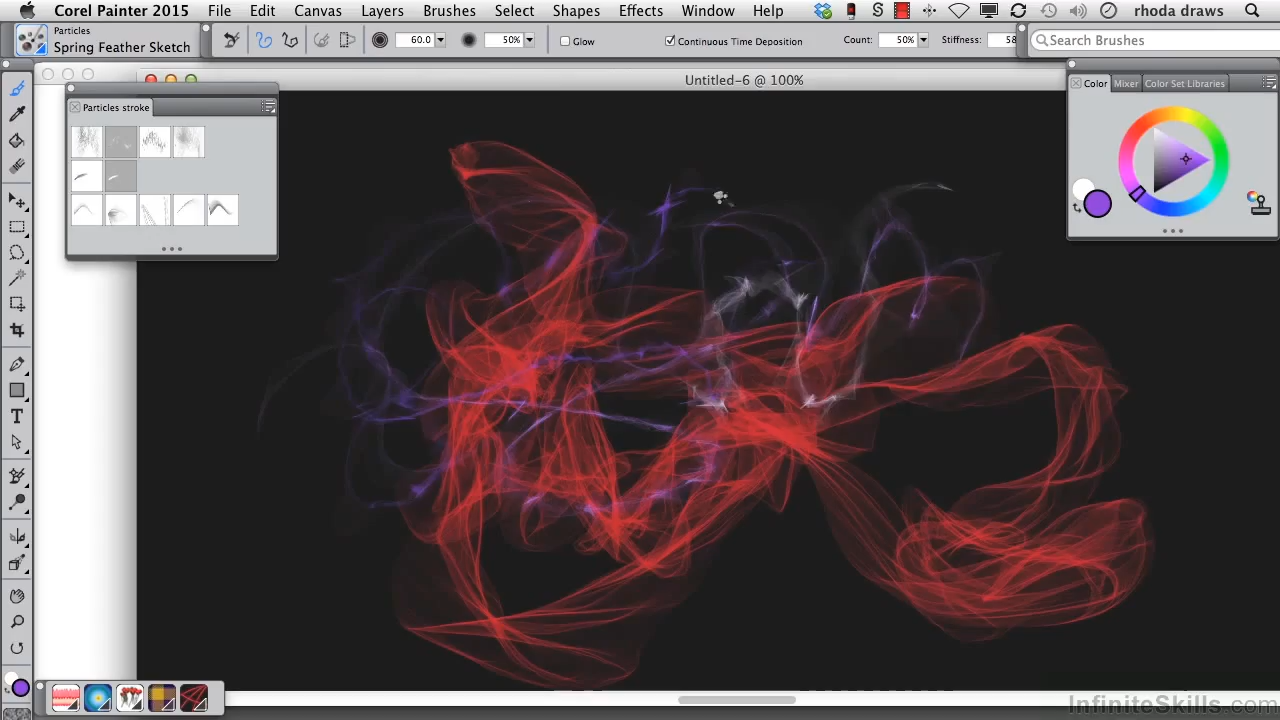 Corel Painter 2015 File Edit Canvas Layers Brushes Select Shapes Effects Window Help rhoda draws
Particles
Spring Feather Sketch
60.0 50% Glow Continuous Time Deposition Count: 50% Stiffness: 58
Search Brushes
Untitled-6 @ 100%
Particles stroke
Color Mixer Color Set Libraries
InfiniteSkills.com